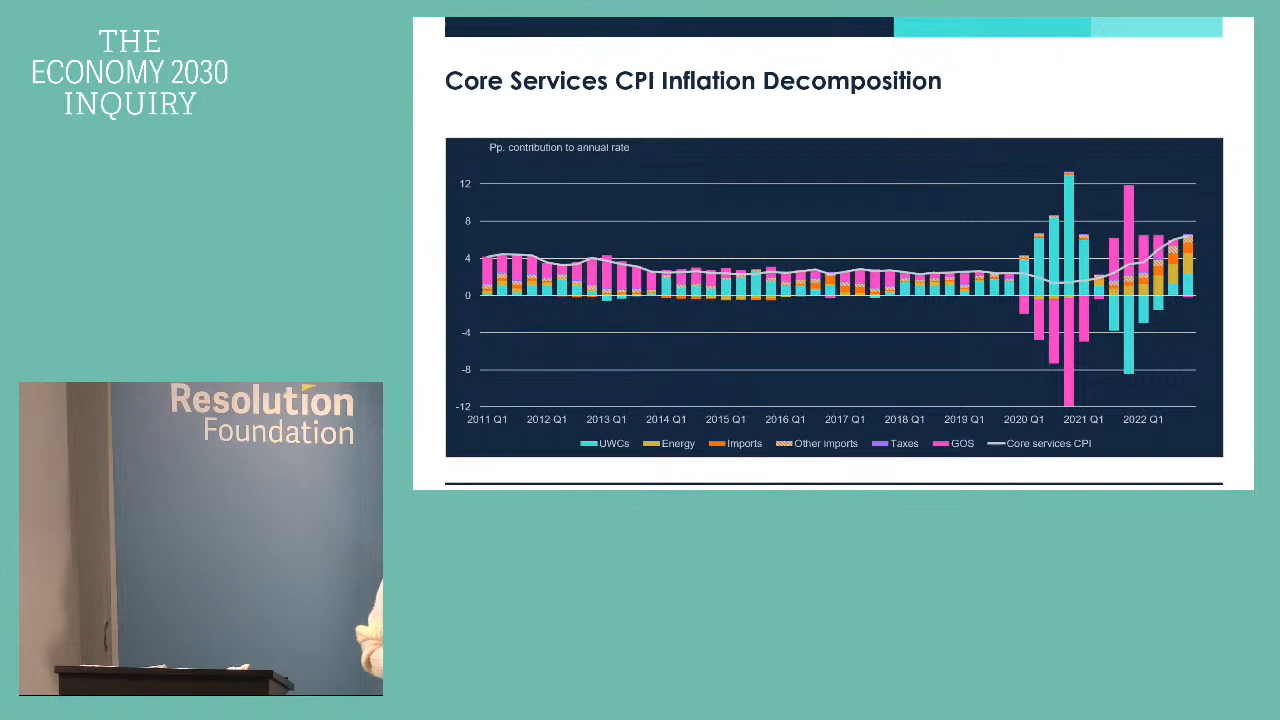 THE
ECONOMY 2030
INQUIRY
Core Services CPI Inflation Decomposition
Pp. contribution to annual rate
12
8
4
0
-4
-8
-12
2011 Q1 2012 Q1 2013 Q1 2014 Q1 2015 Q1 2016 Q1 2017 Q1 2018 Q1 2019 Q1 2020 Q1 2021 Q1 2022 Q1
UWCs Energy Imports Other imports Taxes GOS Core services CPI
Resolution
Foundation